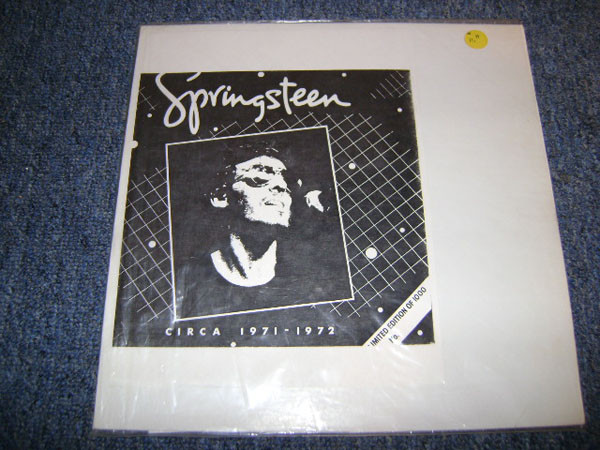 Springsteen
CIRCA 1971-1972
LIMITED EDITION OF 1000